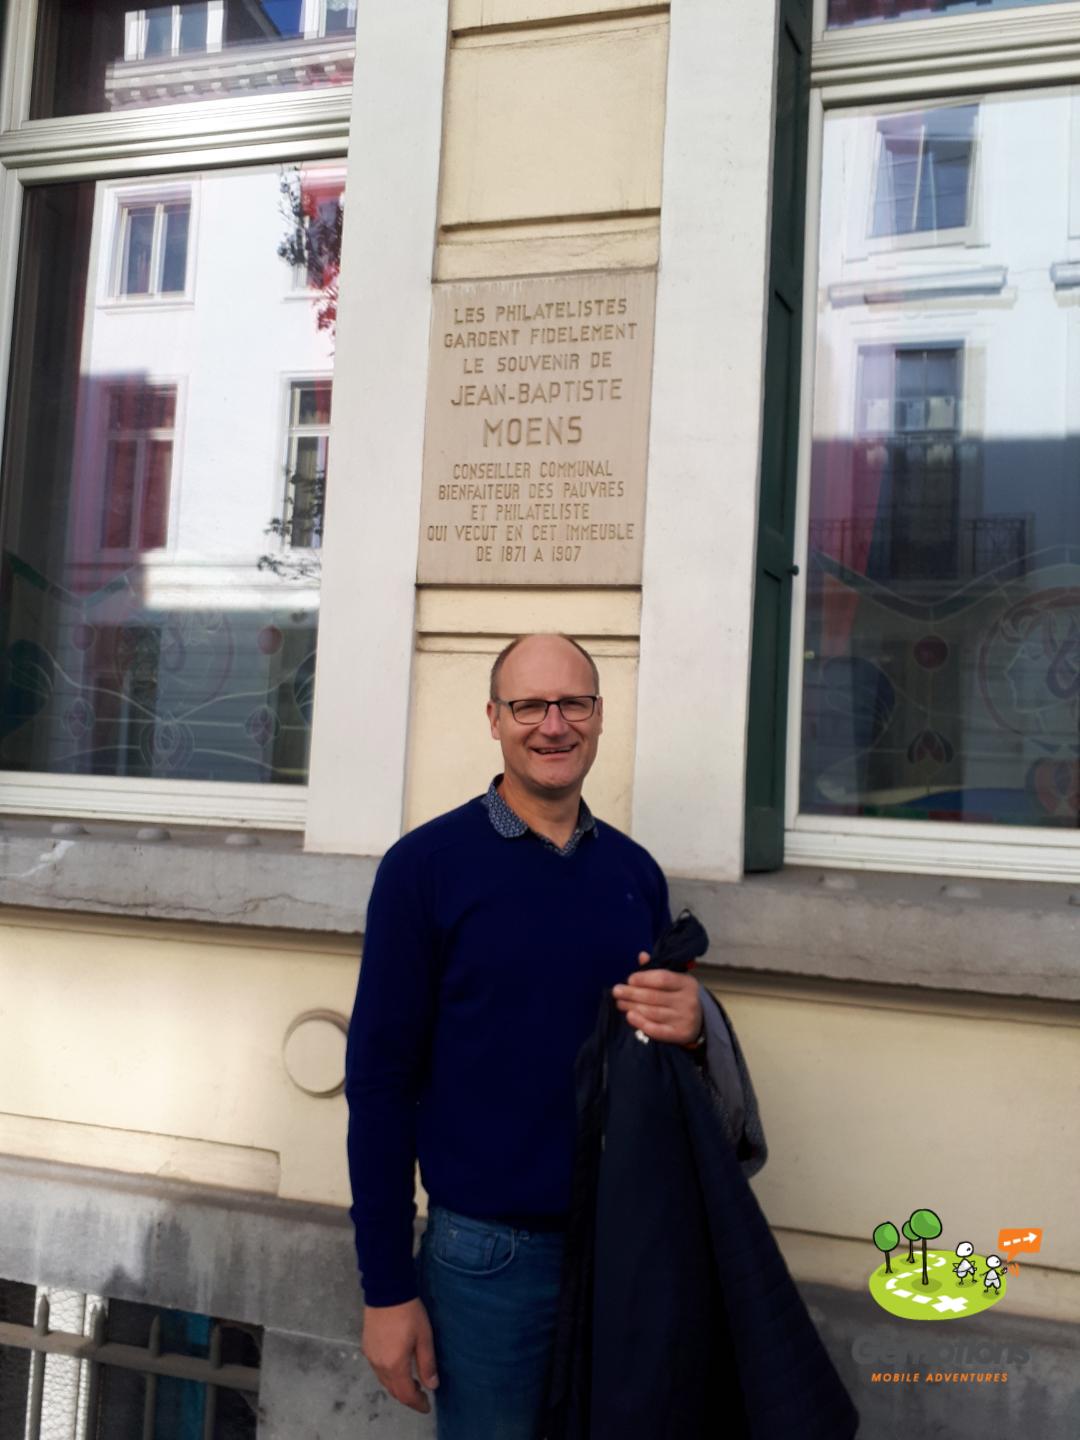 LES PHILATELISTES
GARDENT FIDELEMENT
LE SOUVENIR DE
JEAN-BAPTISTE
MOENS
CONSEILLER COMMUNAL
BIENFAITEUR DES PAUVRES
ET PHILATELISTE
QUI VECUT EN CET IMMEUBLE
DE 1871 A 1907
MOBILE ADVENTURES